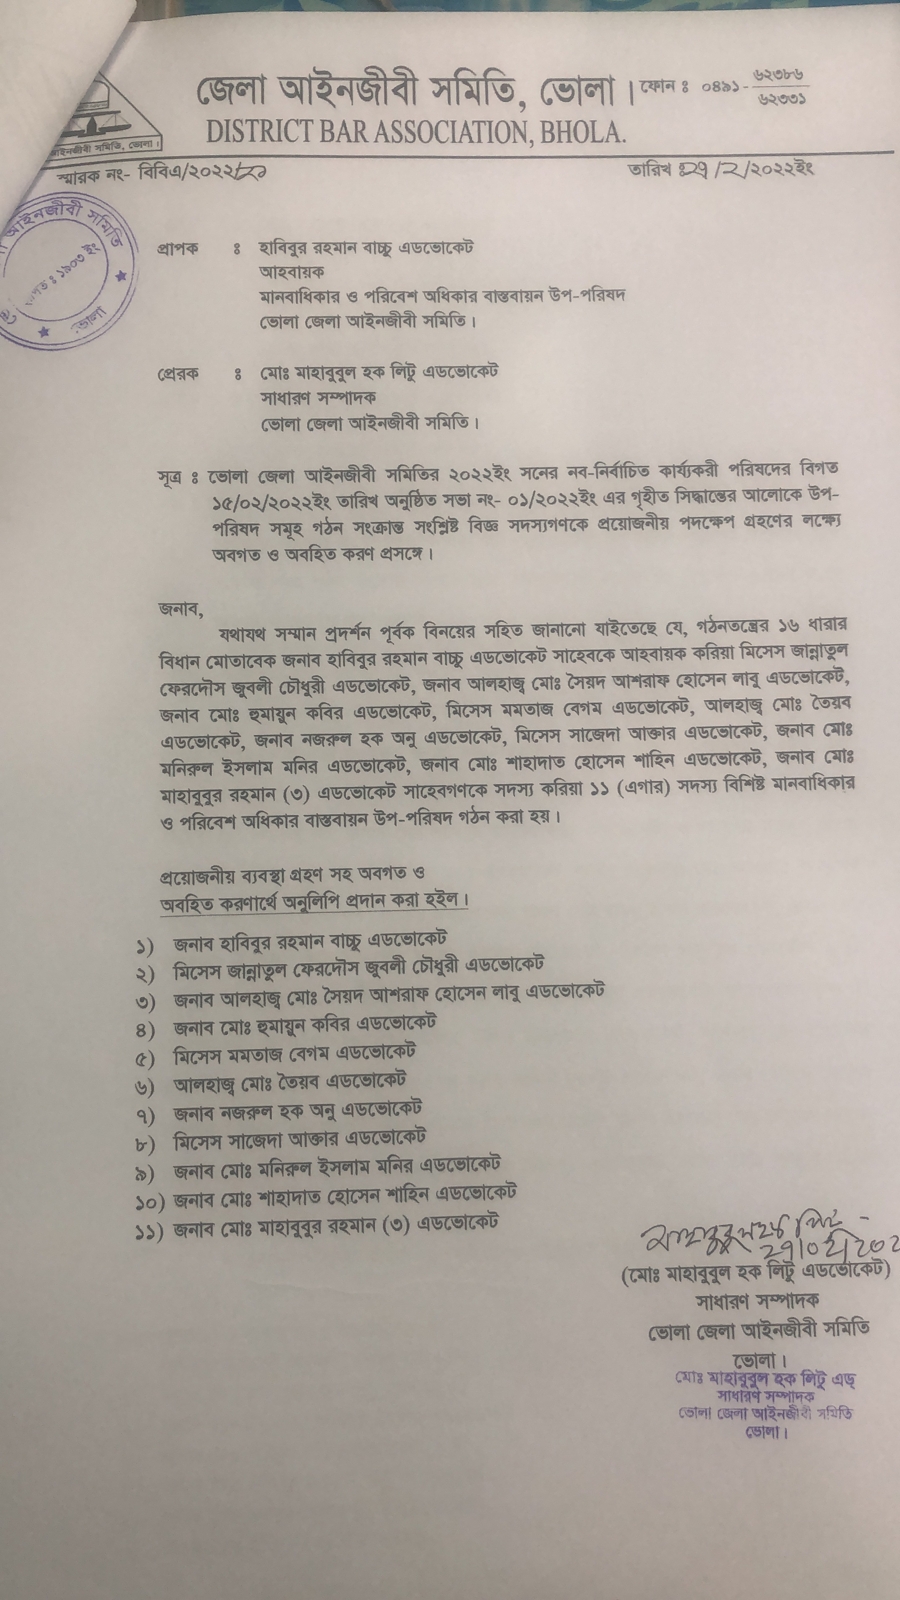 জেলা আইনজীবী সমিতি, ভোলা। ফোন ঃ ০৪৯১-৬২৩৮৬
৬২৩৩১
DISTRICT BAR ASSOCIATION, BHOLA.
আইনজীবী সমিতি, ভোলা।
স্মারক নং- বিবিএ/২০২২/
তারিখ ঃ ২৭/২/২০২২ইং
আইনজীবী সমিতি
ভোলা
প্রাপক ঃ হাবিবুর রহমান বাচ্চু এডভোকেট
আহবায়ক
মানবাধিকার ও পরিবেশ অধিকার বাস্তবায়ন উপ-পরিষদ
ভোলা জেলা আইনজীবী সমিতি।
প্রেরক ঃ মোঃ মাহাবুবুল হক লিটু এডভোকেট
সাধারণ সম্পাদক
ভোলা জেলা আইনজীবী সমিতি।
সূত্র ঃ ভোলা জেলা আইনজীবী সমিতির ২০২২ইং সনের নব-নির্বাচিত কার্য্যকরী পরিষদের বিগত
১৫/০২/২০২২ইং তারিখ অনুষ্ঠিত সভা নং- ০১/২০২২ইং এর গৃহীত সিদ্ধান্তের আলোকে উপ-
পরিষদ সমূহ গঠন সংক্রান্ত সংশ্লিষ্ট বিজ্ঞ সদস্যগণকে প্রয়োজনীয় পদক্ষেপ গ্রহণের লক্ষ্যে
অবগত ও অবহিত করণ প্রসঙ্গে।
জনাব,
যথাযথ সম্মান প্রদর্শন পূর্বক বিনয়ের সহিত জানানো যাইতেছে যে, গঠনতন্ত্রের ১৬ ধারার
বিধান মোতাবেক জনাব হাবিবুর রহমান বাচ্চু এডভোকেট সাহেবকে আহবায়ক করিয়া মিসেস জান্নাতুল
ফেরদৌস জুবলী চৌধুরী এডভোকেট, জনাব আলহাজ্ব মোঃ সৈয়দ আশরাফ হোসেন লাবু এডভোকেট,
জনাব মোঃ হুমায়ুন কবির এডভোকেট, মিসেস মমতাজ বেগম এডভোকেট, আলহাজ্ব মোঃ তৈয়ব
এডভোকেট, জনাব নজরুল হক অনু এডভোকেট, মিসেস সাজেদা আক্তার এডভোকেট, জনাব মোঃ
মনিরুল ইসলাম মনির এডভোকেট, জনাব মোঃ শাহাদাত হোসেন শাহিন এডভোকেট, জনাব মোঃ
মাহাবুবুর রহমান (৩) এডভোকেট সাহেবগণকে সদস্য করিয়া ১১ (এগার) সদস্য বিশিষ্ট মানবাধিকার
ও পরিবেশ অধিকার বাস্তবায়ন উপ-পরিষদ গঠন করা হয়।
প্রয়োজনীয় ব্যবস্থা গ্রহণ সহ অবগত ও
অবহিত করণার্থে অনুলিপি প্রদান করা হইল।
১) জনাব হাবিবুর রহমান বাচ্চু এডভোকেট
২) মিসেস জান্নাতুল ফেরদৌস জুবলী চৌধুরী এডভোকেট
৩) জনাব আলহাজ্ব মোঃ সৈয়দ আশরাফ হোসেন লাবু এডভোকেট
৪) জনাব মোঃ হুমায়ুন কবির এডভোকেট
৫) মিসেস মমতাজ বেগম এডভোকেট
৬) আলহাজ্ব মোঃ তৈয়ব এডভোকেট
৭) জনাব নজরুল হক অনু এডভোকেট
৮) মিসেস সাজেদা আক্তার এডভোকেট
৯) জনাব মোঃ মনিরুল ইসলাম মনির এডভোকেট
১০) জনাব মোঃ শাহাদাত হোসেন শাহিন এডভোকেট
১১) জনাব মোঃ মাহাবুবুর রহমান (৩) এডভোকেট
(মোঃ মাহাবুবুল হক লিটু এডভোকেট)
সাধারণ সম্পাদক
ভোলা জেলা আইনজীবী সমিতি
ভোলা।
মোঃ মাহাবুবুল হক লিটু এড
সাধারণ সম্পাদক
ভোলা জেলা আইনজীবী সমিতি
ভোলা।